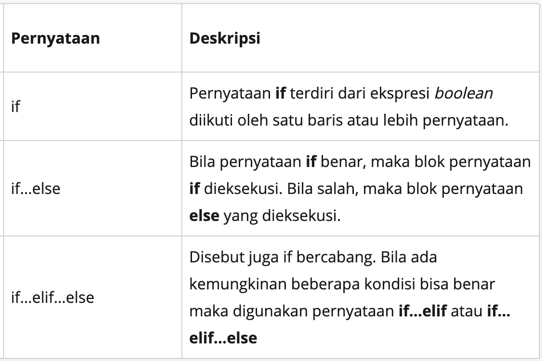 Pernyataan
Deskripsi
if
Pernyataan if terdiri dari ekspresi boolean
diikuti oleh satu baris atau lebih pernyataan.
if...else
Bila pernyataan if benar, maka blok pernyataan
if dieksekusi. Bila salah, maka blok pernyataan
else yang dieksekusi.
if...elif...else
Disebut juga if bercabang. Bila ada
kemungkinan beberapa kondisi bisa benar
maka digunakan pernyataan if...elif atau if...
elif...else